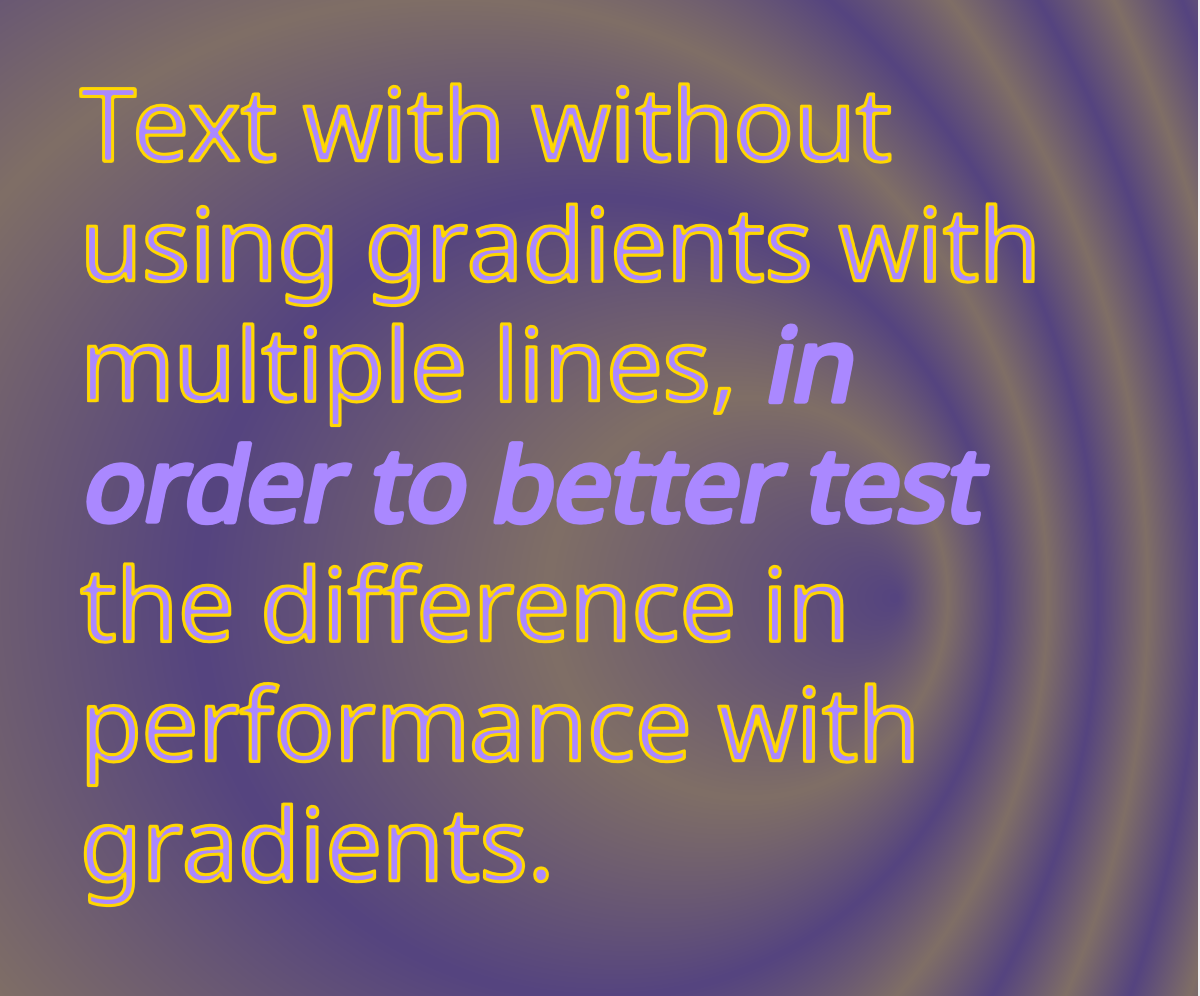 Text with without
using gradients with
multiple lines, in
order to better test
the difference in
performance with
gradients.